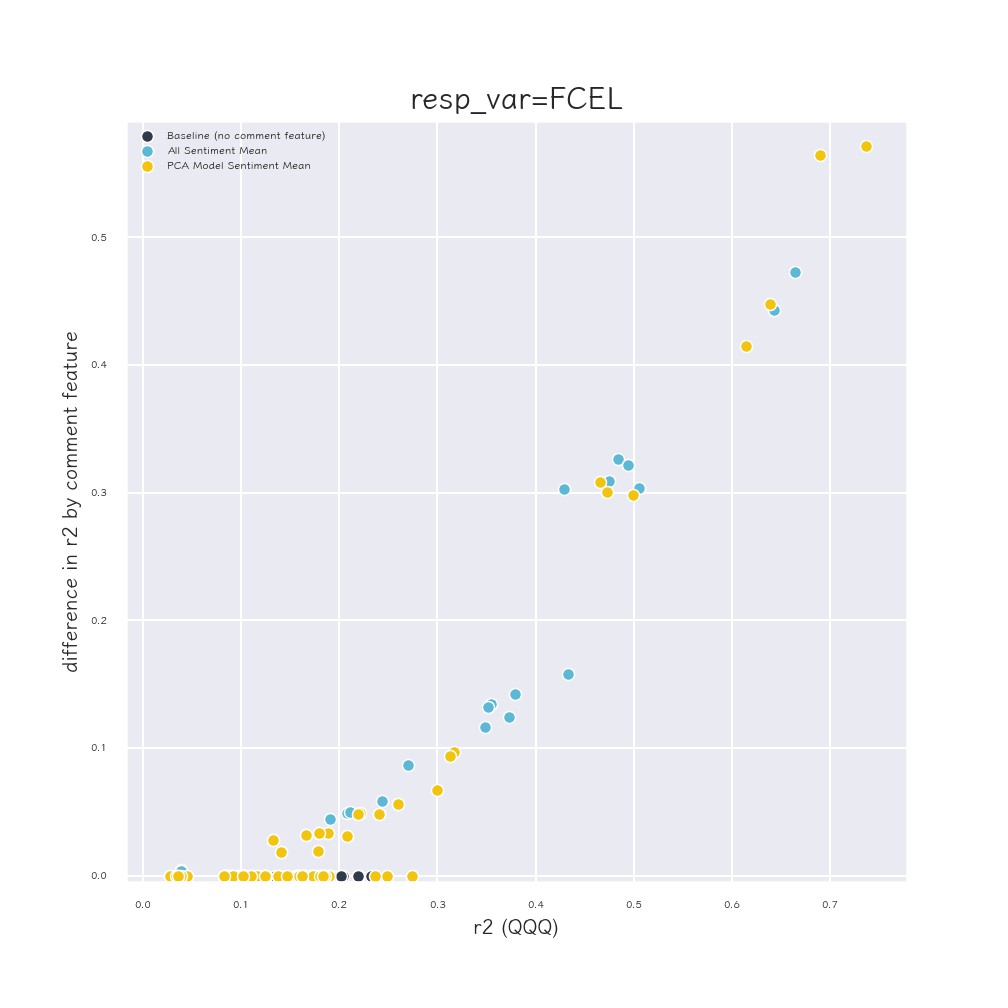 resp_var=FCEL
Baseline (no comment feature)
All Sentiment Mean
PCA Model Sentiment Mean
difference in r2 by comment feature
0.5
0.4
0.3
0.2
0.1
0.0
0.0 0.1 0.2 0.3 0.4 0.5 0.6 0.7
r2 (QQQ)